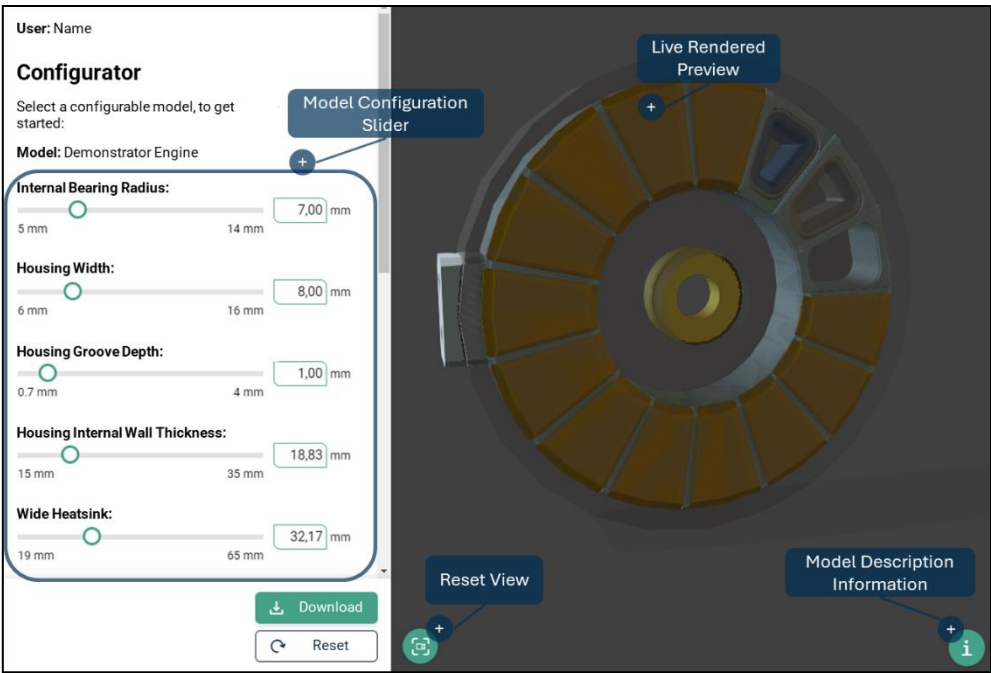 User: Name
Configurator
Select a configurable model, to get
started:
Model: Demonstrator Engine
Model Configuration
Slider
+
Internal Bearing Radius:
7,00 mm
5 mm 14 mm
Housing Width:
8,00 mm
6 mm 16 mm
Housing Groove Depth:
1,00 mm
0.7 mm 4 mm
Housing Internal Wall Thickness:
18,83 mm
15 mm 35 mm
Wide Heatsink:
32,17 mm
19 mm 65 mm
Download
Reset
Live Rendered
Preview
+
Reset View
+
Model Description
Information
+
i